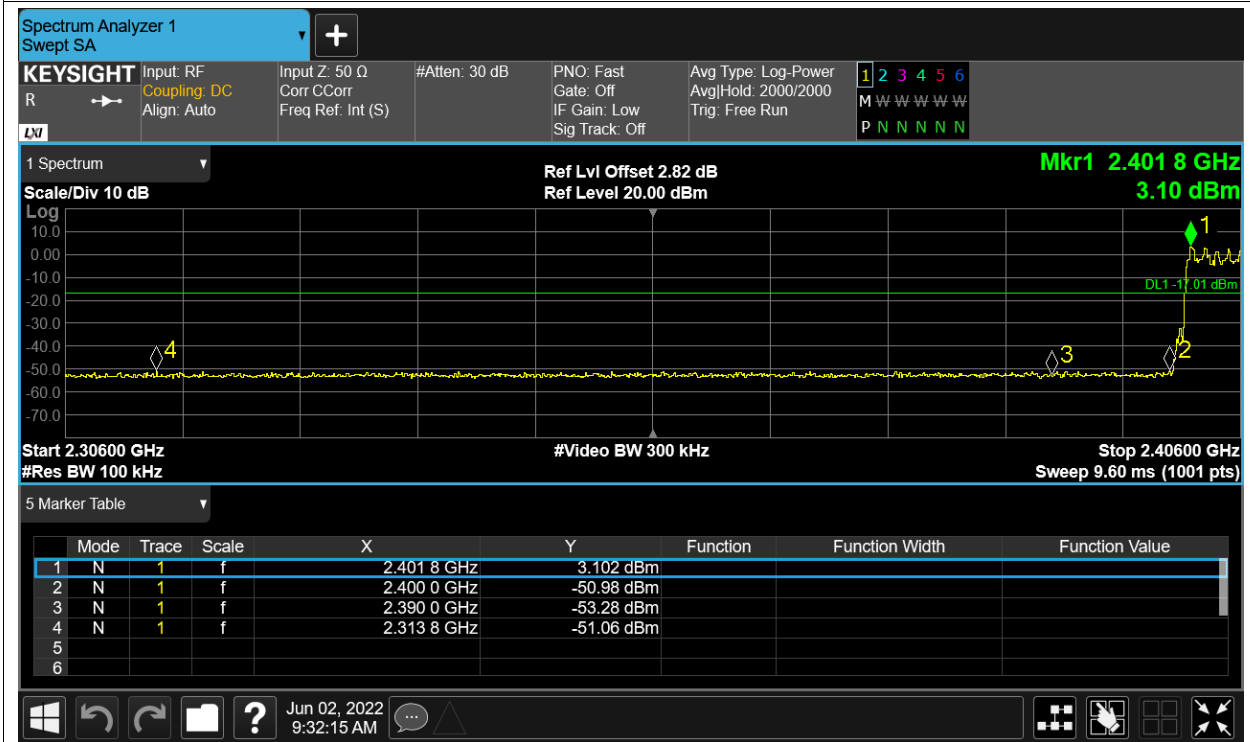 Spectrum Analyzer 1
Swept SA
+
KEYSIGHT Input: RF Input Z: 50 Ω #Atten: 30 dB PNO: Fast Avg Type: Log-Power 1 2 3 4 5 6
R Coupling: DC Corr CCorr Gate: Off Avg|Hold: 2000/2000 M W W W W W
Align: Auto Freq Ref: Int (S) IF Gain: Low Trig: Free Run
LXI Sig Track: Off P N N N N N
1 Spectrum Ref Lvl Offset 2.82 dB Mkr1 2.401 8 GHz
Scale/Div 10 dB Ref Level 20.00 dBm 3.10 dBm
Log
10.0 1
0.00
-10.0
DL1 -17.01 dBm
-20.0
-30.0
-40.0 4 3 2
-50.0
-60.0
-70.0
Start 2.30600 GHz #Video BW 300 kHz Stop 2.40600 GHz
#Res BW 100 kHz Sweep 9.60 ms (1001 pts)
5 Marker Table
Mode Trace Scale X Y Function Function Width Function Value
1 N 1 f 2.401 8 GHz 3.102 dBm
2 N 1 f 2.400 0 GHz -50.98 dBm
3 N 1 f 2.390 0 GHz -53.28 dBm
4 N 1 f 2.313 8 GHz -51.06 dBm
5
6
? Jun 02, 2022
9:32:15 AM